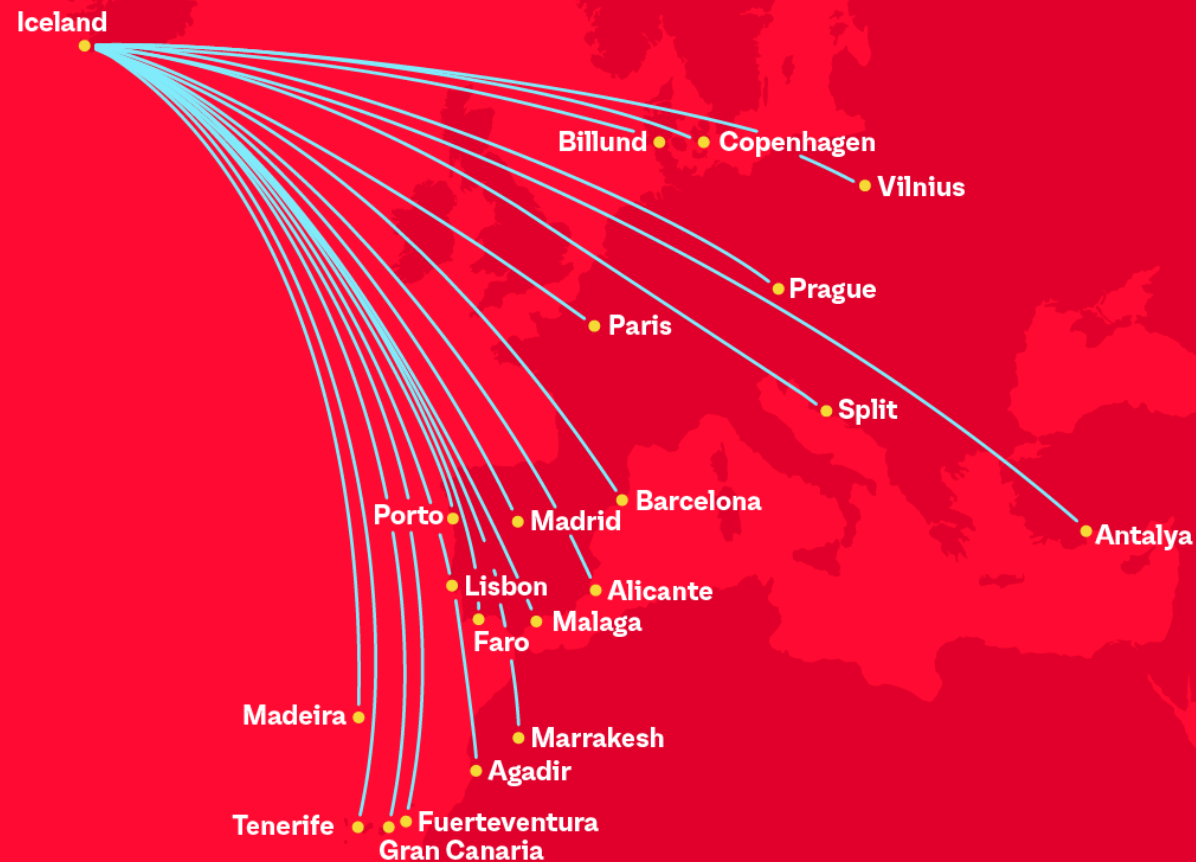 Iceland
Billund
Copenhagen
Vilnius
Prague
Paris
Split
Barcelona
Porto
Madrid
Antalya
Lisbon
Alicante
Malaga
Faro
Madeira
Marrakesh
Agadir
Tenerife
Fuerteventura
Gran Canaria